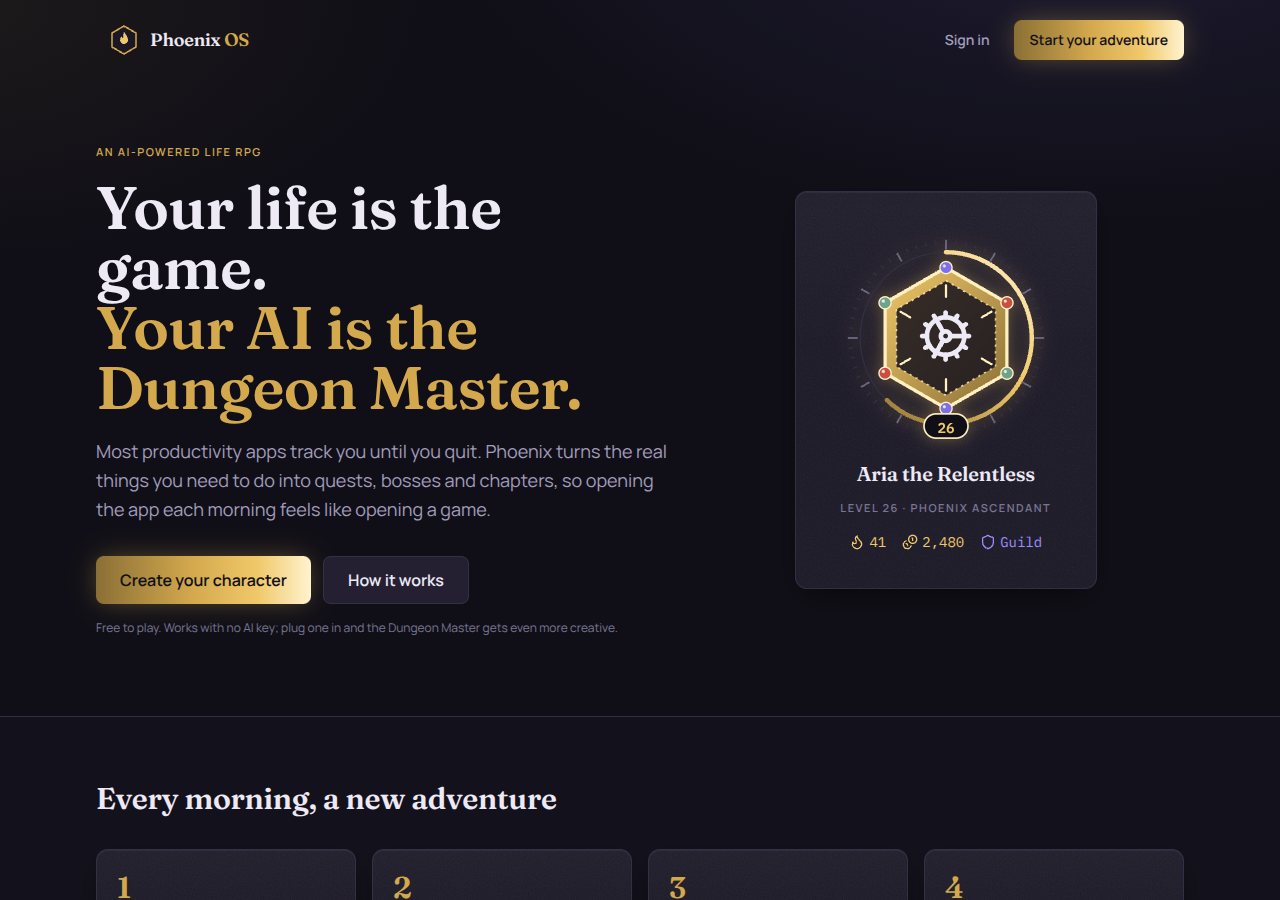 Phoenix OS
Sign in
Start your adventure
AN AI-POWERED LIFE RPG
Your life is the
game.
Your AI is the
Dungeon Master.
Most productivity apps track you until you quit. Phoenix turns the real
things you need to do into quests, bosses and chapters, so opening
the app each morning feels like opening a game.
Create your character
How it works
Free to play. Works with no AI key; plug one in and the Dungeon Master gets even more creative.
26
Aria the Relentless
LEVEL 26 · PHOENIX ASCENDANT
41 2,480 Guild
Every morning, a new adventure
1
2
3
4